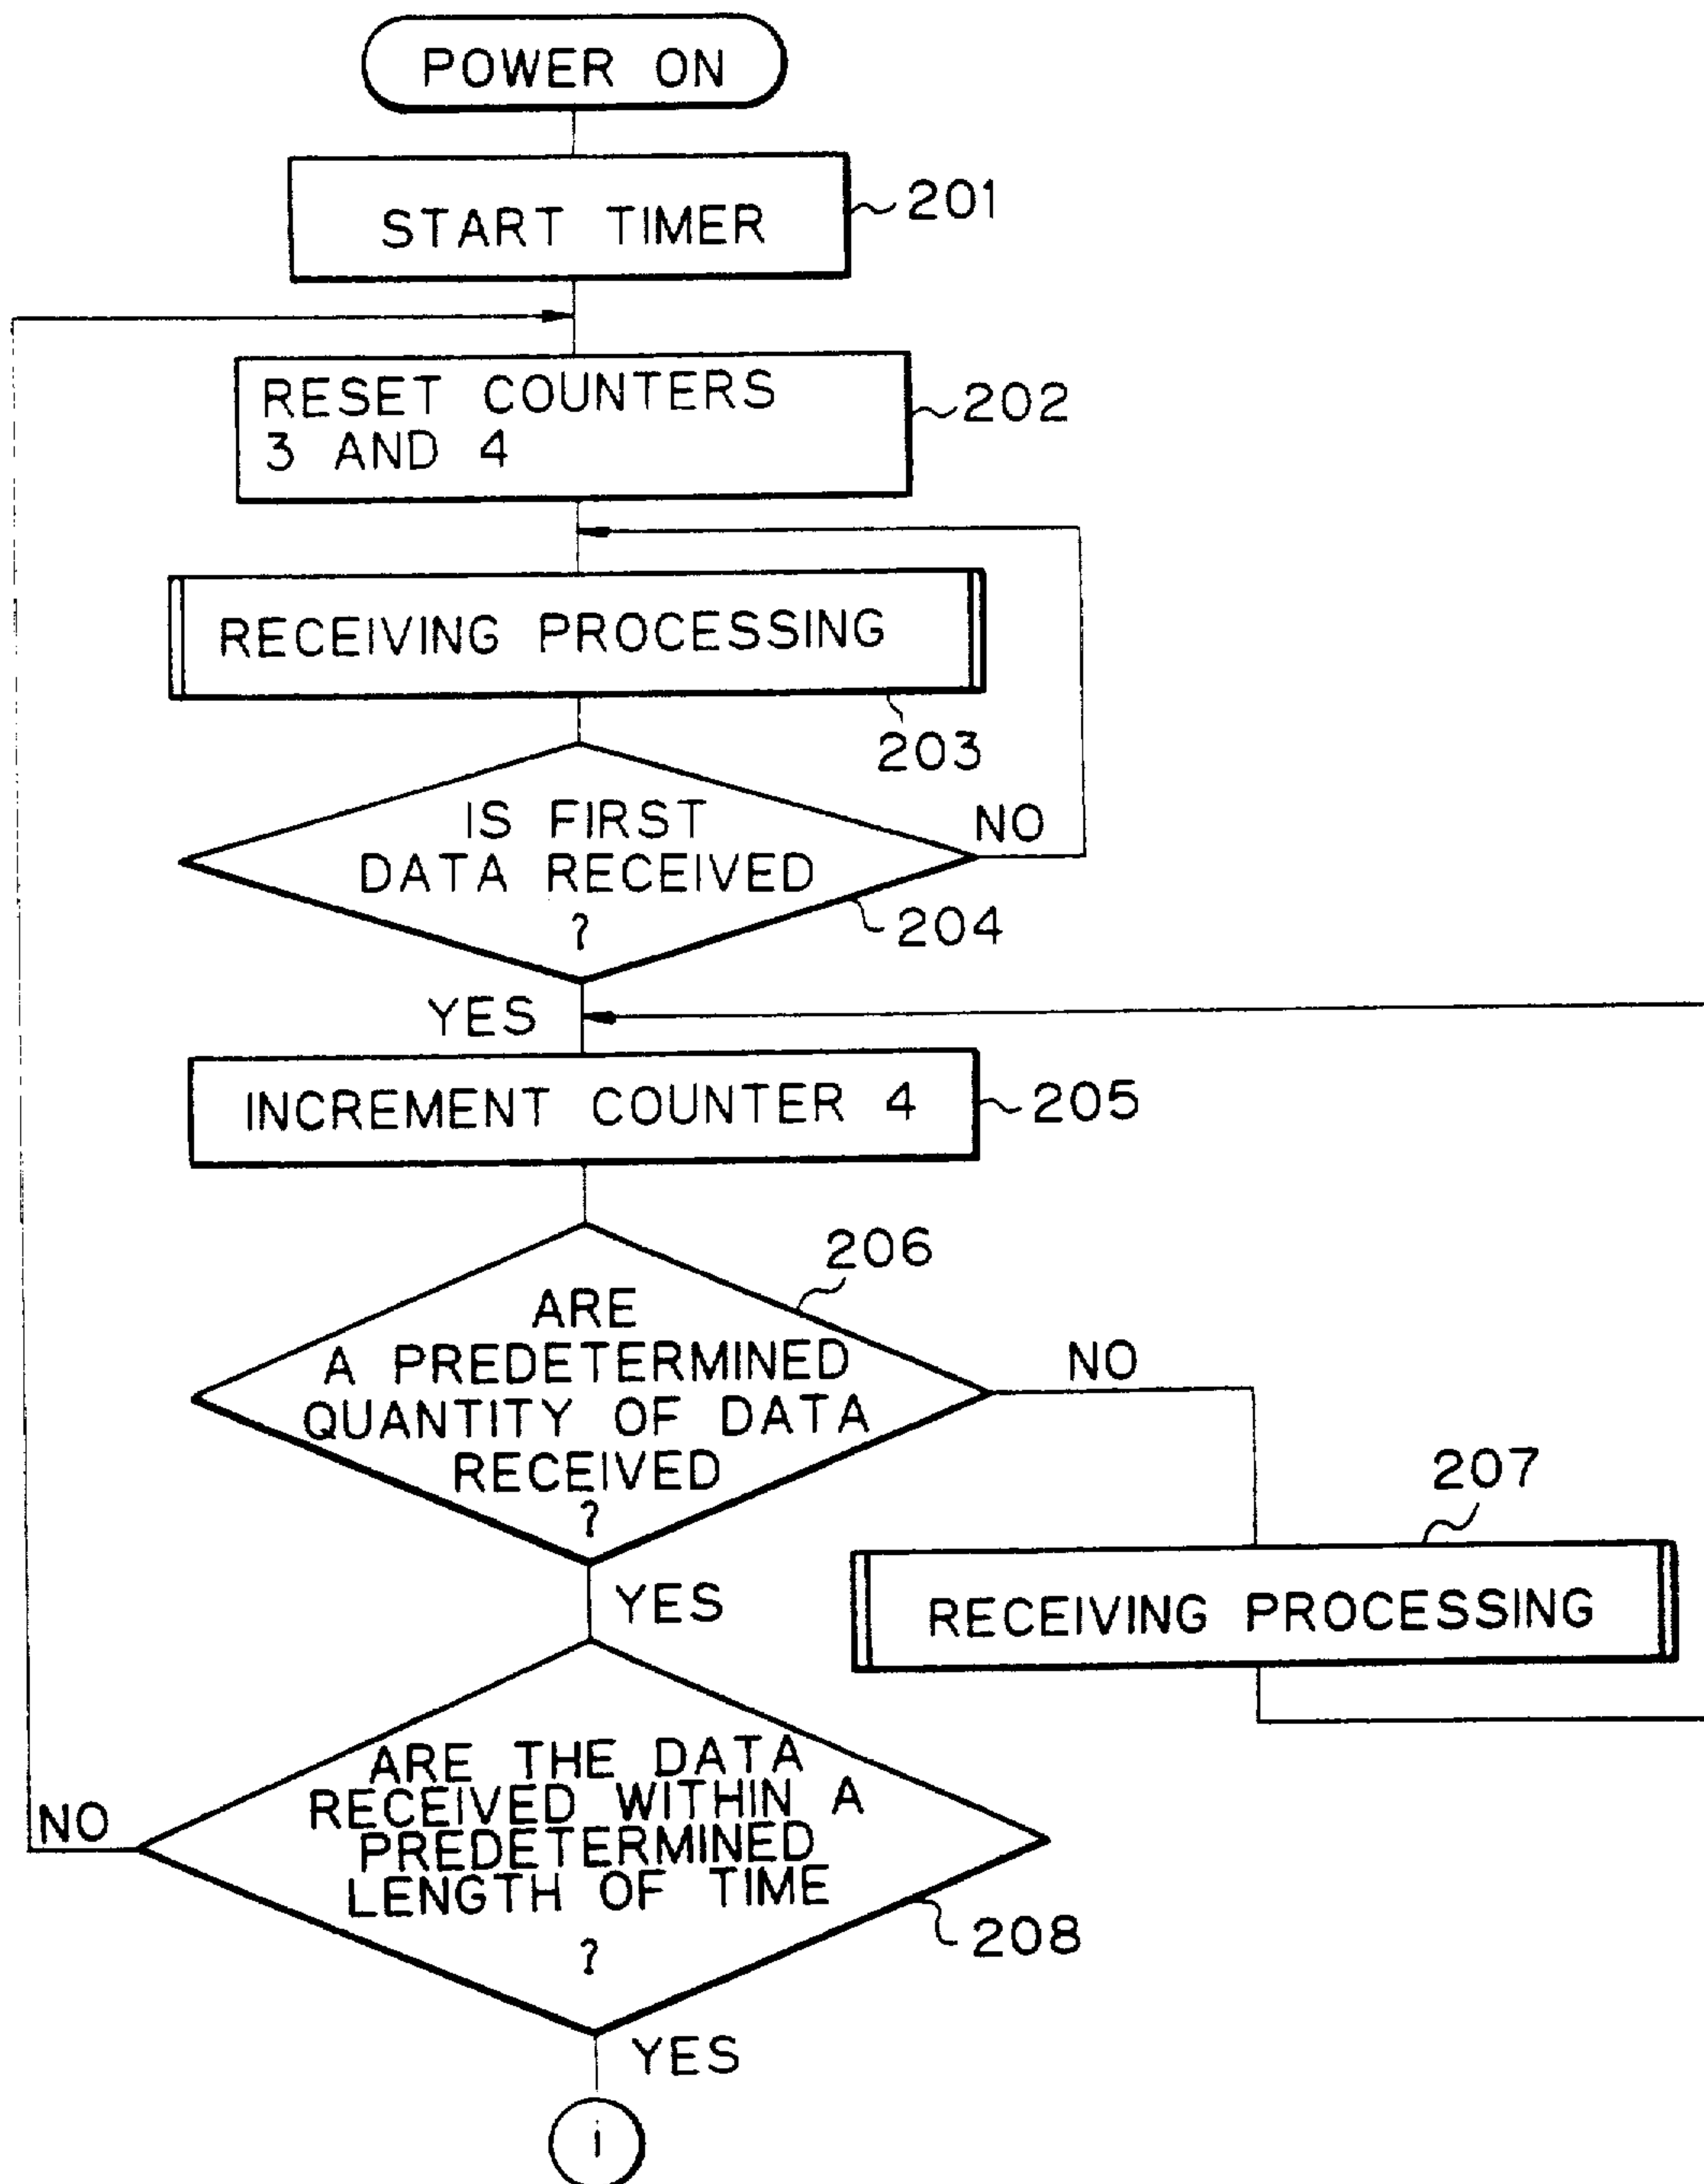 POWER ON
START TIMER
201
RESET COUNTERS
3 AND 4
202
RECEIVING PROCESSING
203
IS FIRST
DATA RECEIVED
?
NO
204
YES
INCREMENT COUNTER 4
205
206
ARE
A PREDETERMINED
QUANTITY OF DATA
RECEIVED
?
NO
207
RECEIVING PROCESSING
YES
ARE THE DATA
RECEIVED WITHIN A
PREDETERMINED
LENGTH OF TIME
?
NO
208
YES
i